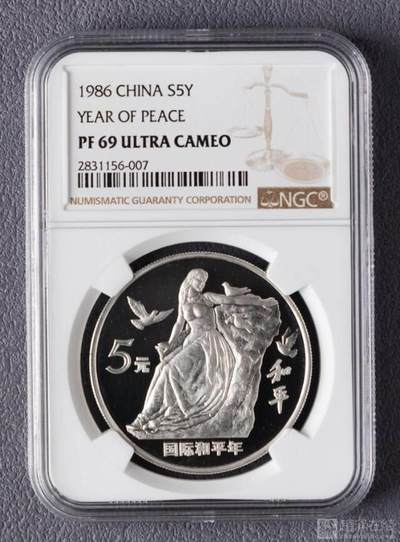 1986 CHINA S5Y
YEAR OF PEACE
PF 69 ULTRA CAMEO
2831156-007
NUMISMATIC GUARANTY CORPORATION
NGC®
5元
和平
国际和平年